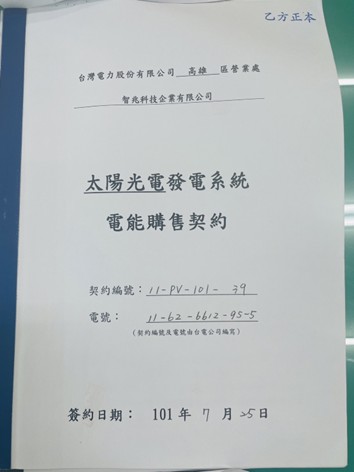 乙方正本
台灣電力股份有限公司 高雄 區營業處
智兆科技企業有限公司
太陽光電發電系統
電能購售契約
契約編號：11-PV-101- 39
電號： 11-62-6612-95-5
(契約編號及電號由台電公司編寫)
簽約日期： 101 年 7 月 25 日